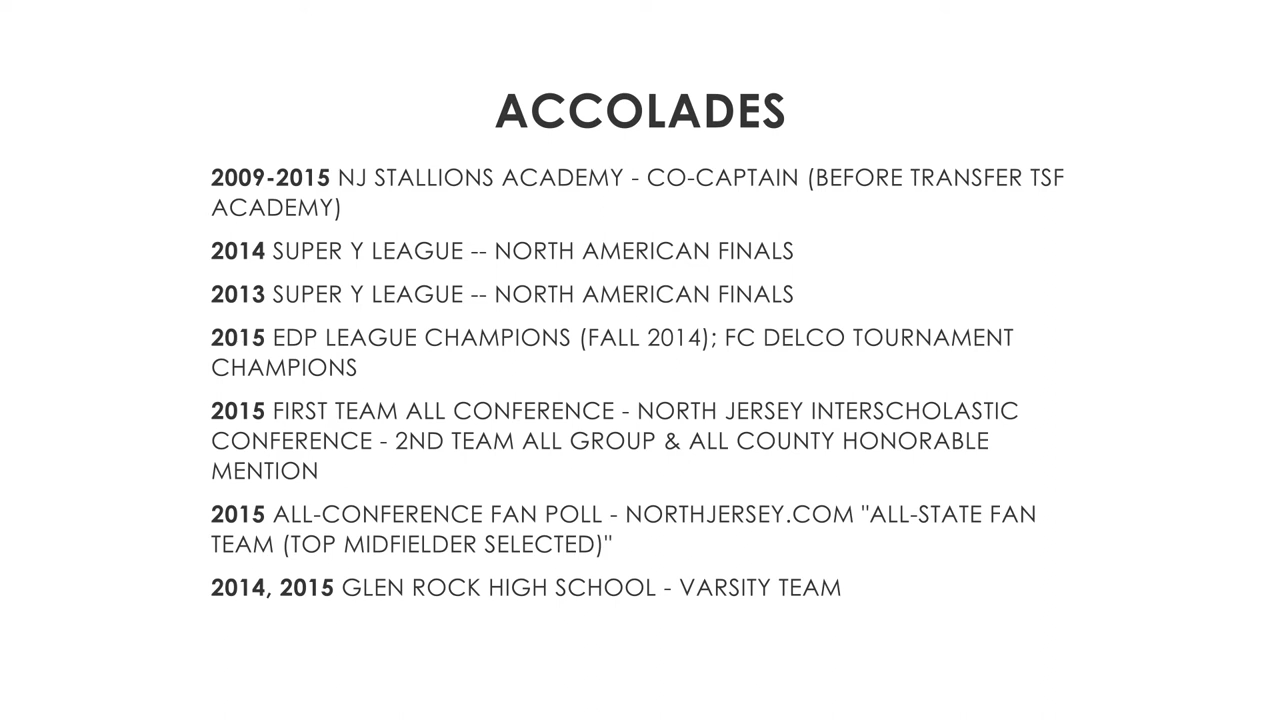 ACCOLADES
2009-2015 NJ STALLIONS ACADEMY - CO-CAPTAIN (BEFORE TRANSFER TSF
ACADEMY)
2014 SUPER Y LEAGUE -- NORTH AMERICAN FINALS
2013 SUPER Y LEAGUE -- NORTH AMERICAN FINALS
2015 EDP LEAGUE CHAMPIONS (FALL 2014); FC DELCO TOURNAMENT
CHAMPIONS
2015 FIRST TEAM ALL CONFERENCE - NORTH JERSEY INTERSCHOLASTIC
CONFERENCE - 2ND TEAM ALL GROUP & ALL COUNTY HONORABLE
MENTION
2015 ALL-CONFERENCE FAN POLL - NORTHJERSEY.COM "ALL-STATE FAN
TEAM (TOP MIDFIELDER SELECTED)"
2014, 2015 GLEN ROCK HIGH SCHOOL - VARSITY TEAM